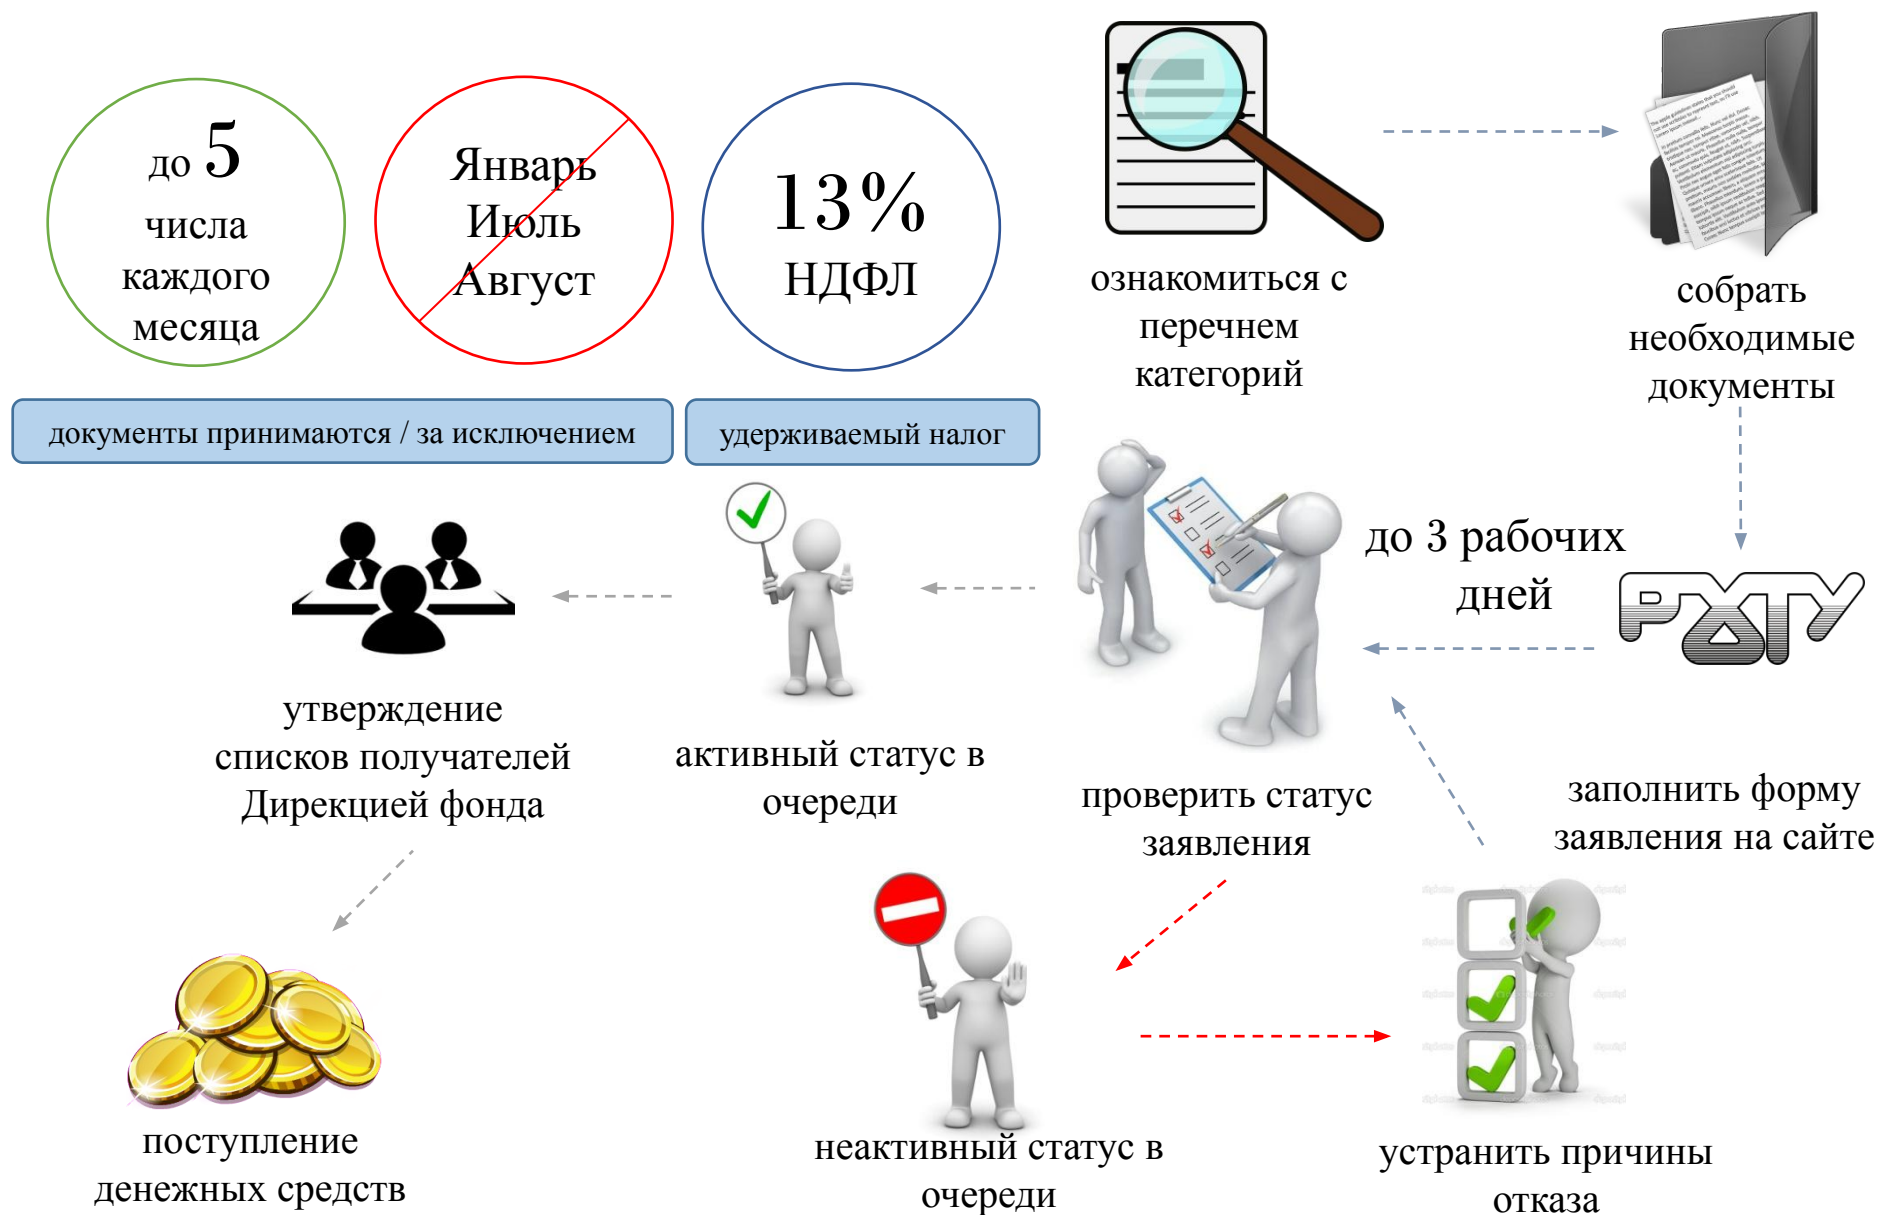 до 5
числа
каждого
месяца
Январь
Июль
Август
13%
НДФЛ
документы принимаются / за исключением
удерживаемый налог
ознакомиться с
перечнем
категорий
собрать
необходимые
документы
до 3 рабочих
дней
РХТУ
заполнить форму
заявления на сайте
проверить статус
заявления
активный статус в
очереди
утверждение
списков получателей
Дирекцией фонда
поступление
денежных средств
неактивный статус в
очереди
устранить причины
отказа